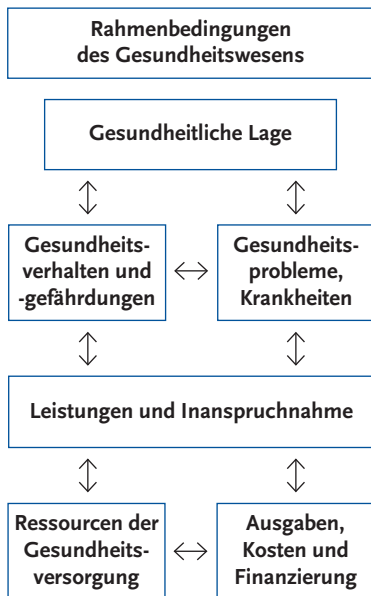 Rahmenbedingungen
des Gesundheitswesens
Gesundheitliche Lage
Gesundheits-
verhalten und
-gefährdungen
Gesundheits-
probleme,
Krankheiten
Leistungen und Inanspruchnahme
Ressourcen der
Gesundheits-
versorgung
Ausgaben,
Kosten und
Finanzierung